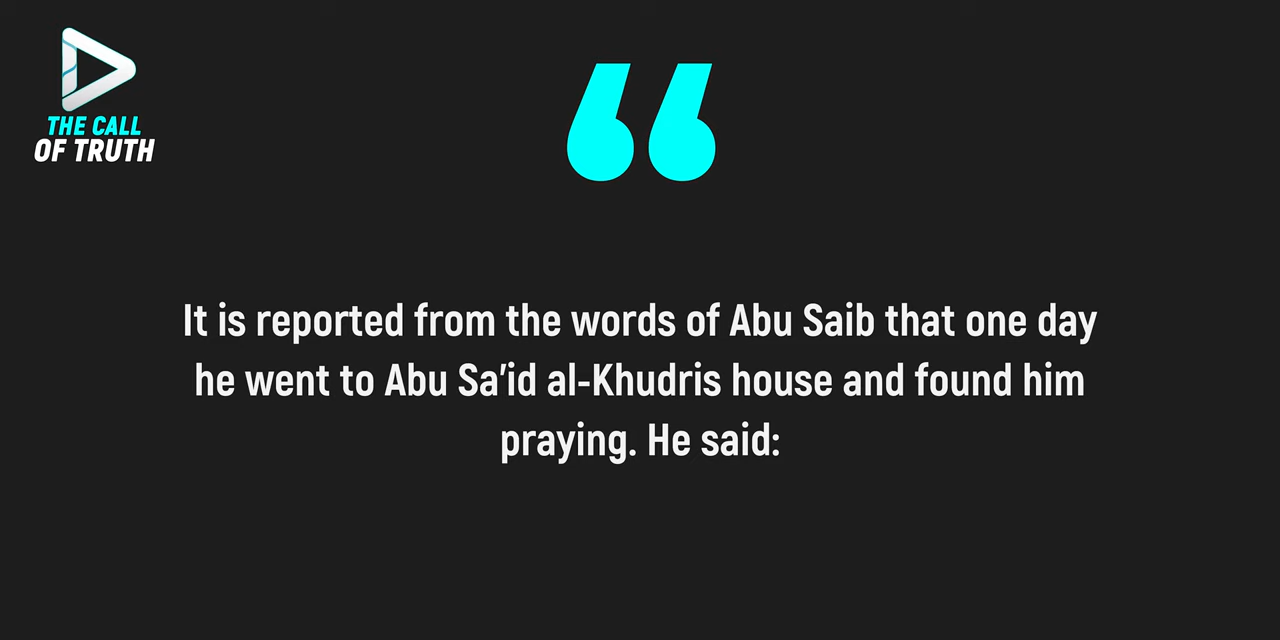 THE CALL
OF TRUTH
It is reported from the words of Abu Saib that one day
he went to Abu Sa'id al-Khudris house and found him
praying. He said: